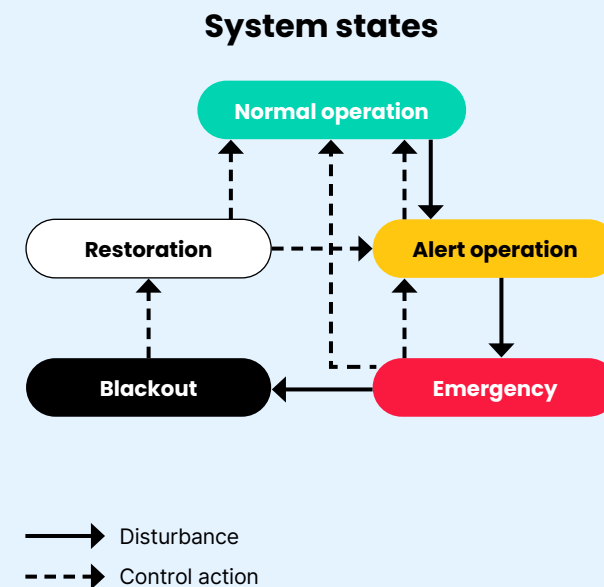 System states
Normal operation
Restoration
Alert operation
Blackout
Emergency
Disturbance
Control action